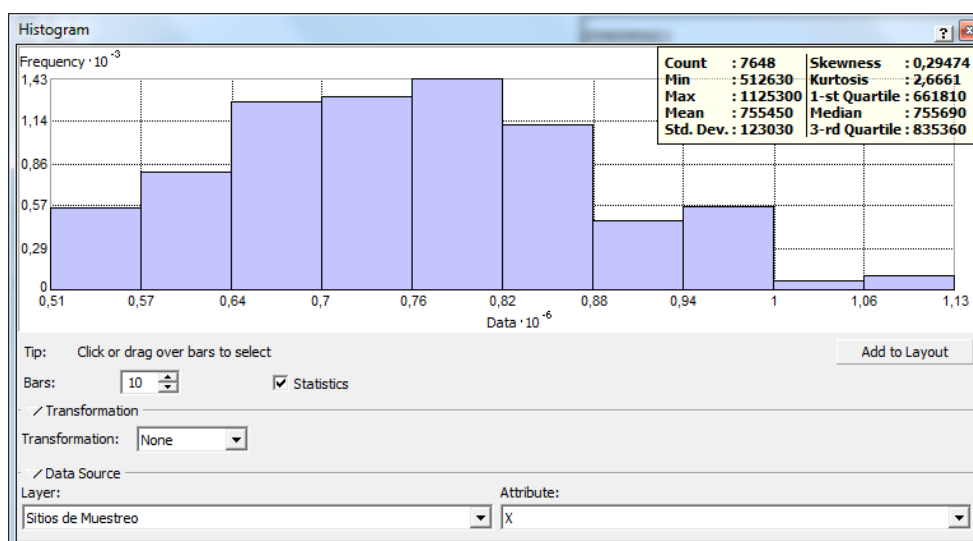 Histogram
?
Frequency · 10 -3
Count : 7648 Skewness : 0,29474
Min : 512630 Kurtosis : 2,6661
Max : 1125300 1-st Quartile : 661810
Mean : 755450 Median : 755690
Std. Dev. : 123030 3-rd Quartile : 835360
1,43
1,14
0,86
0,57
0,29
0
0,51 0,57 0,64 0,7 0,76 0,82 0,88 0,94 1 1,06 1,13
Data · 10 -6
Tip: Click or drag over bars to select
Add to Layout
Bars: 10 Statistics
Transformation
Transformation: None
Data Source
Layer: Attribute:
Sitios de Muestreo X